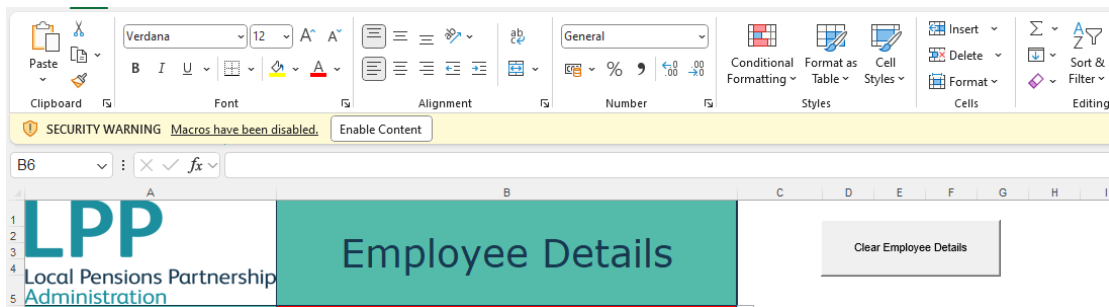 Verdana 12 A^ A˅ ab General Insert
Paste B I U A % 9 Conditional Format as Cell Delete Sort &
Formatting Table Styles Format Filter
Clipboard Font Alignment Number Styles Cells Editing
SECURITY WARNING Macros have been disabled. Enable Content
B6 fx
A B C D E F G H I
1
2
3
4
5
LPP
Local Pensions Partnership
Administration
Employee Details
Clear Employee Details